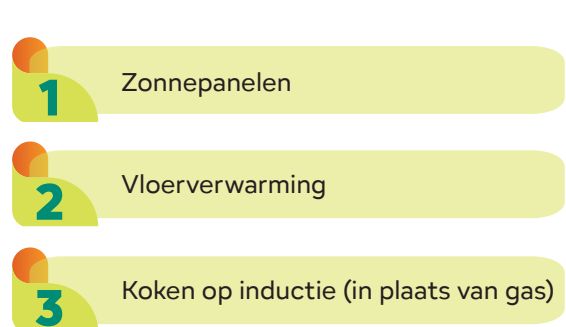 1 Zonnepanelen
2 Vloerverwarming
3 Koken op inductie (in plaats van gas)